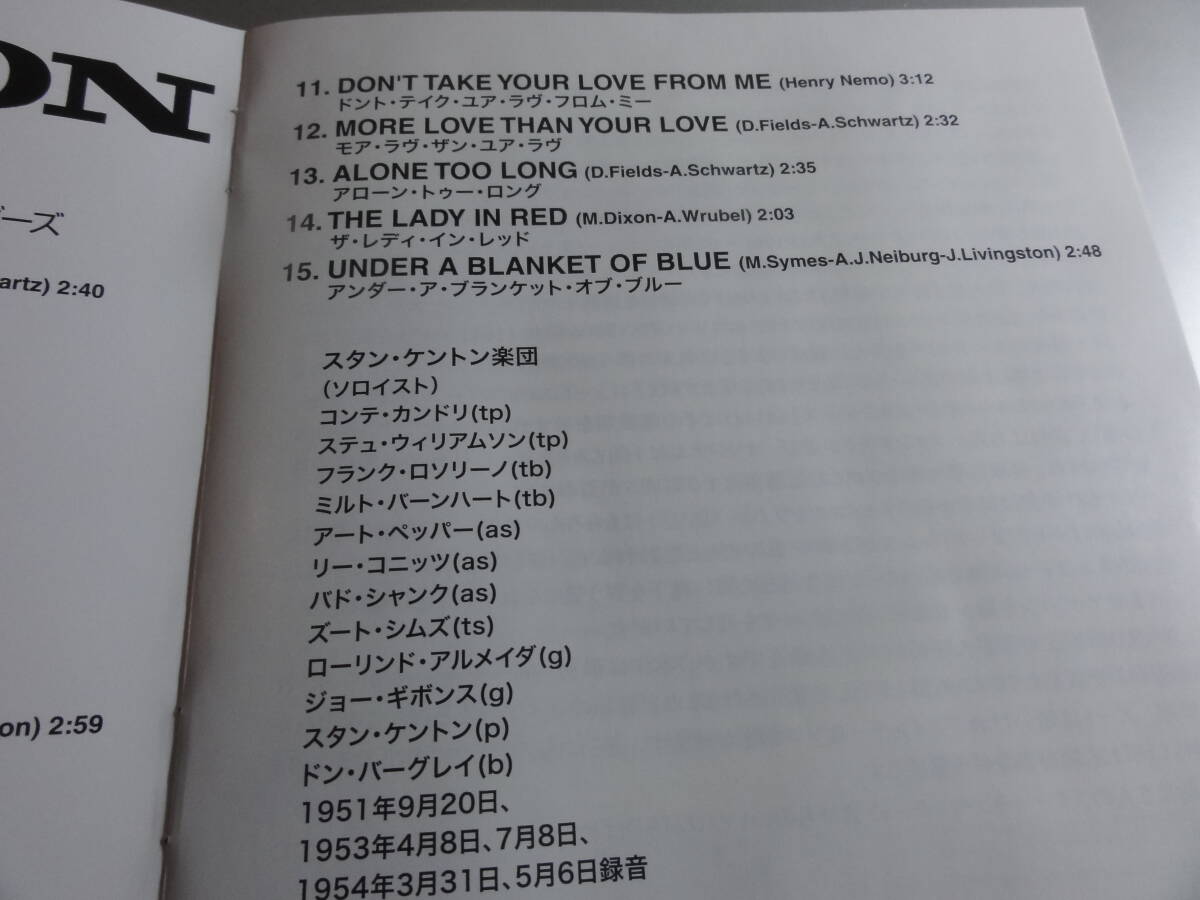 ON
ーズ
artz) 2:40
on) 2:59
11. DON'T TAKE YOUR LOVE FROM ME (Henry Nemo) 3:12
ドント・テイク・ユア・ラヴ・フロム・ミー
12. MORE LOVE THAN YOUR LOVE (D.Fields-A.Schwartz) 2:32
モア・ラヴ・ザン・ユア・ラヴ
13. ALONE TOO LONG (D.Fields-A.Schwartz) 2:35
アローン・トゥー・ロング
14. THE LADY IN RED (M.Dixon-A.Wrubel) 2:03
ザ・レディ・イン・レッド
15. UNDER A BLANKET OF BLUE (M.Symes-A.J.Neiburg-J.Livingston) 2:48
アンダー・ア・ブランケット・オブ・ブルー
スタン・ケントン楽団
(ソロイスト)
コンテ・カンドリ(tp)
ステュ・ウィリアムソン(tp)
フランク・ロソリーノ(tb)
ミルト・バーンハート(tb)
アート・ペッパー(as)
リー・コニッツ(as)
バド・シャンク(as)
ズート・シムズ(ts)
ローリンド・アルメイダ(g)
ジョー・ギボンス(g)
スタン・ケントン(p)
ドン・バーグレイ(b)
1951年9月20日、
1953年4月8日、7月8日、
1954年3月31日、5月6日録音